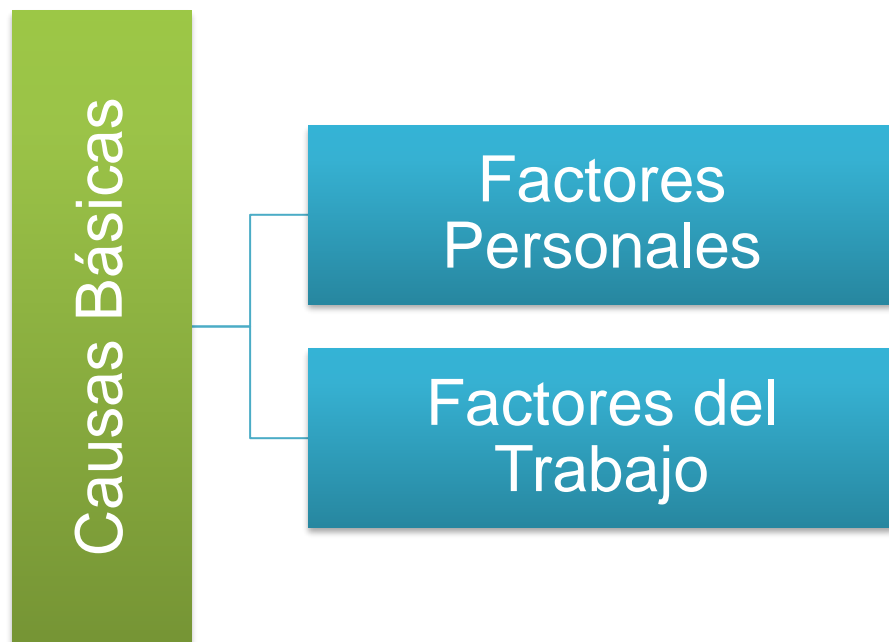 Causas Básicas
Factores
Personales
Factores del
Trabajo